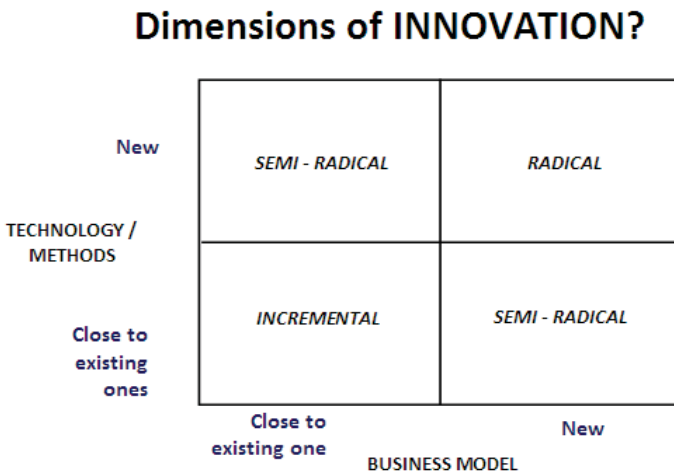 Dimensions of INNOVATION?
New
SEMI - RADICAL
RADICAL
TECHNOLOGY /
METHODS
INCREMENTAL
SEMI - RADICAL
Close to
existing
ones
Close to
existing one
New
BUSINESS MODEL